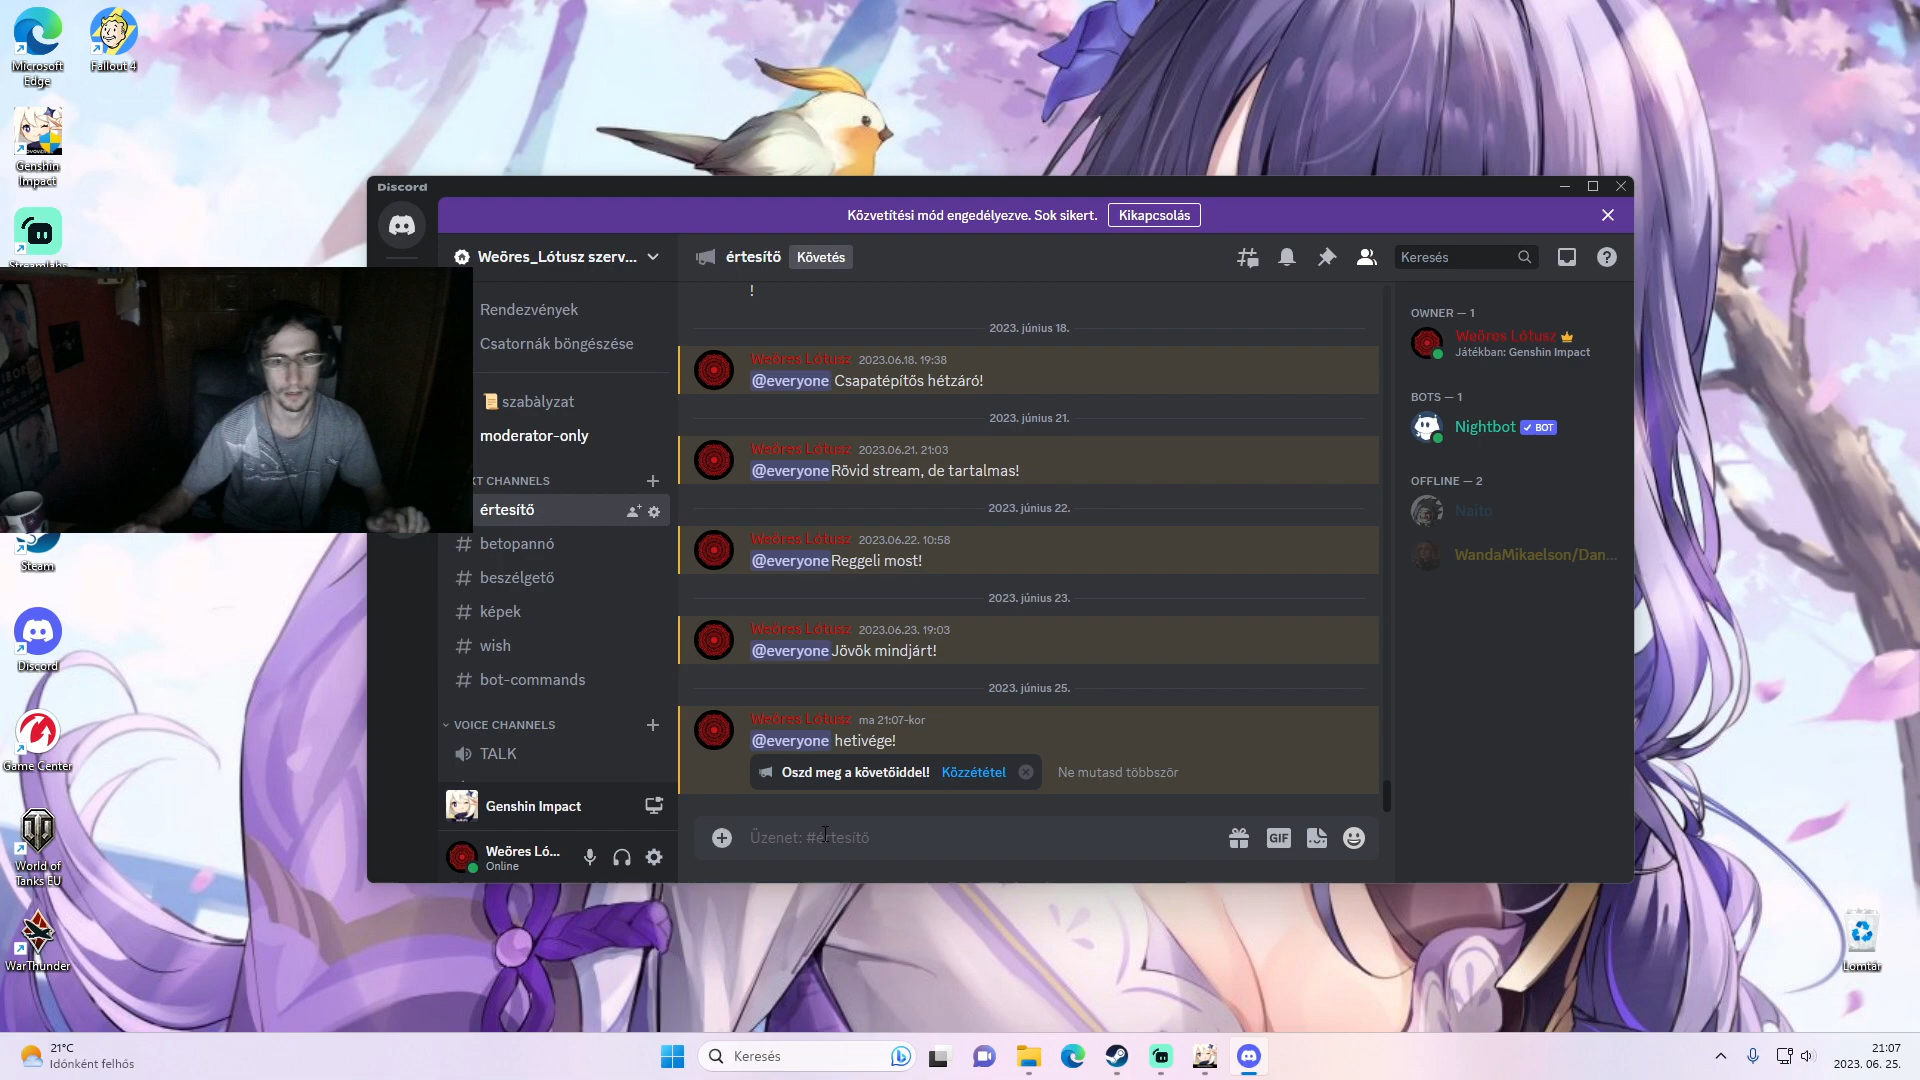 Microsoft
Edge
Fallout 4
Genshin
Impact
Discord
Közvetítési mód engedélyezve. Sok sikert.
Kikapcsolás
Weöres_Lótusz szerv...
értesítő
Követés
Keresés
Rendezvények
Csatornák böngészése
szabàlyzat
moderator-only
T CHANNELS
értesítő
betopannó
beszélgető
képek
wish
bot-commands
VOICE CHANNELS
TALK
Genshin Impact
Weöres Ló...
Online
!
2023. június 18.
Weöres Lótusz 2023.06.18. 19:38
@everyone Csapatépítős hétzáró!
2023. június 21.
Weöres Lótusz 2023.06.21. 21:03
@everyone Rövid stream, de tartalmas!
2023. június 22.
Weöres Lótusz 2023.06.22. 10:58
@everyone Reggeli most!
2023. június 23.
Weöres Lótusz 2023.06.23. 19:03
@everyone Jövök mindjárt!
2023. június 25.
Weöres Lótusz ma 21:07-kor
@everyone hetivége!
Oszd meg a követőiddel! Közzététel
Ne mutasd többször
Üzenet: #értesítő
GIF
OWNER — 1
Weöres Lótusz
Játékban: Genshin Impact
BOTS — 1
Nightbot BOT
OFFLINE — 2
Naito
WandaMikaelson/Dan...
Steam
Discord
Game Center
World of
Tanks EU
WarThunder
Lomtár
21°C
Időnként felhős
Keresés
21:07
2023. 06. 25.